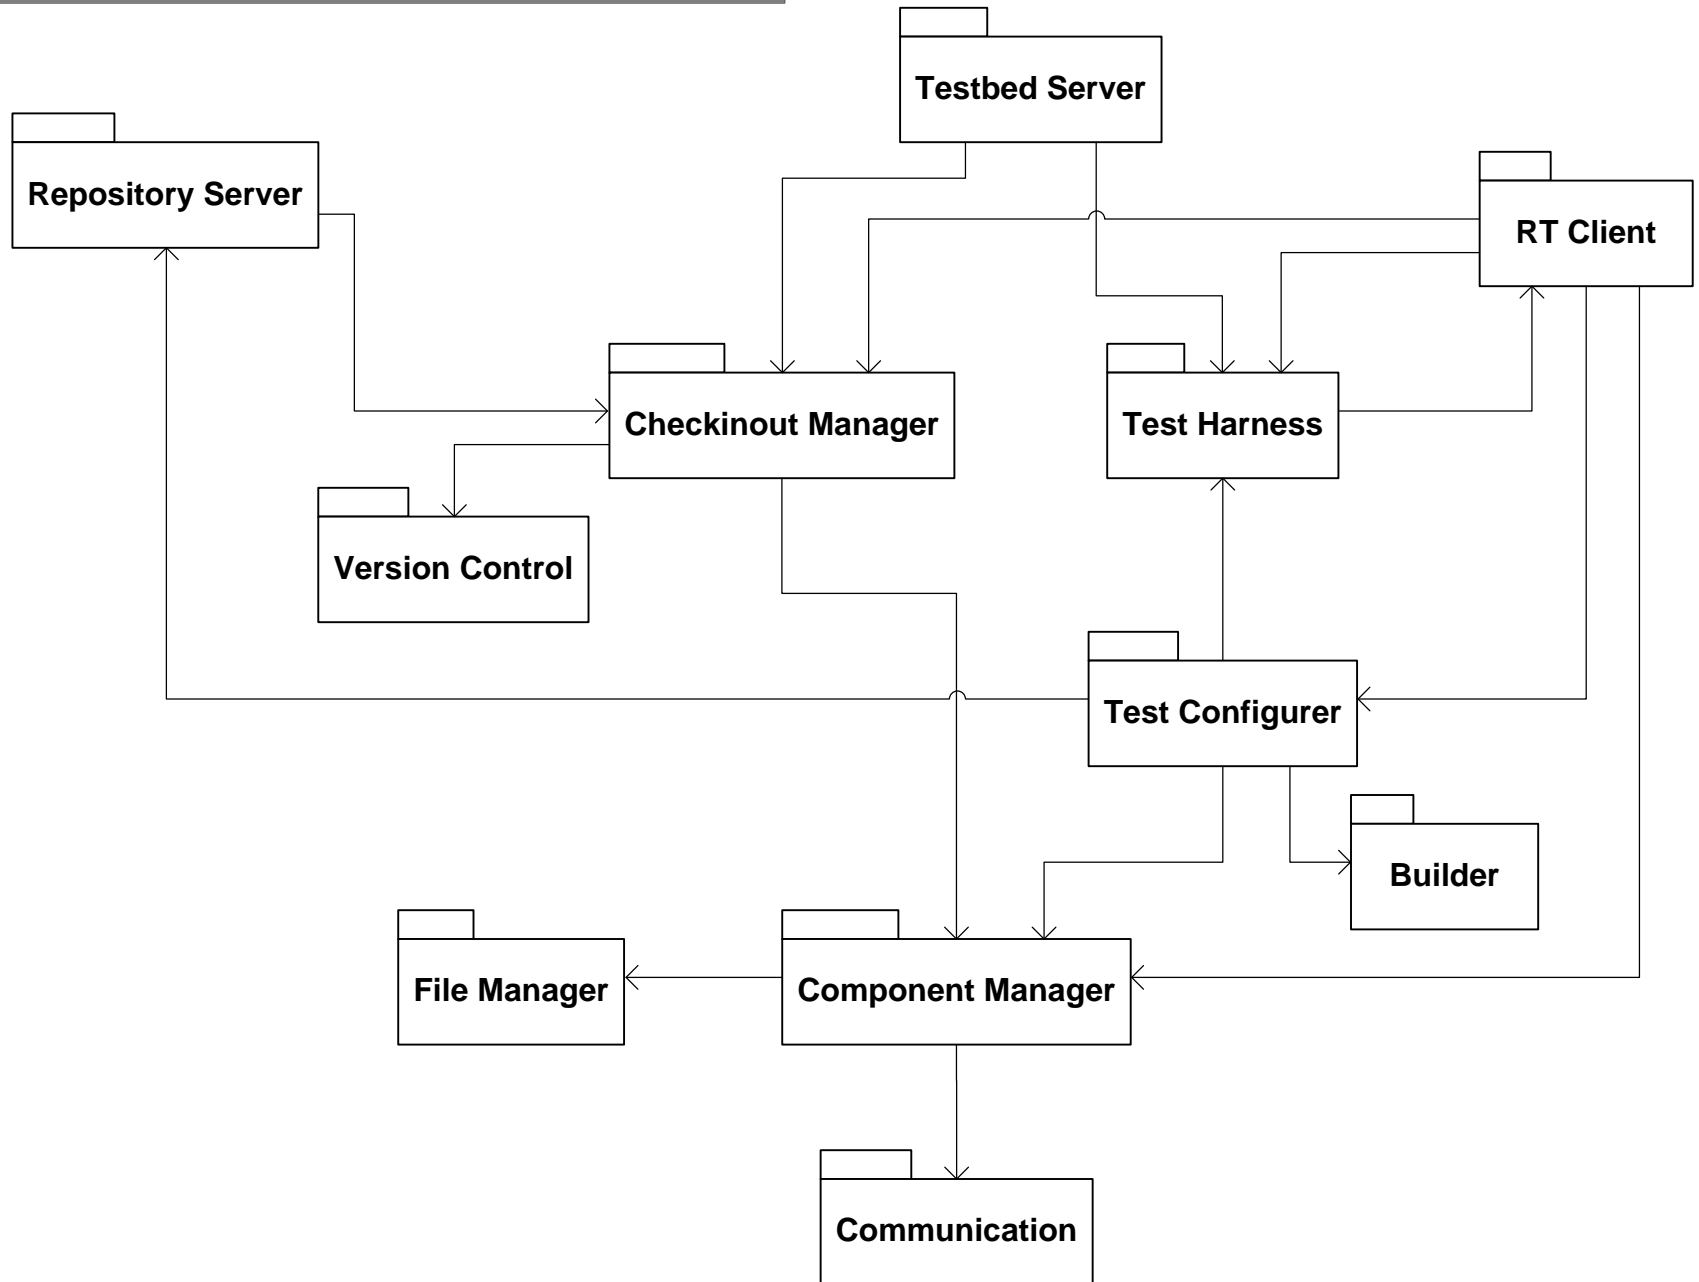 Testbed Server
Repository Server
RT Client
Checkinout Manager
Test Harness
Version Control
Test Configurer
Builder
File Manager
Component Manager
Communication